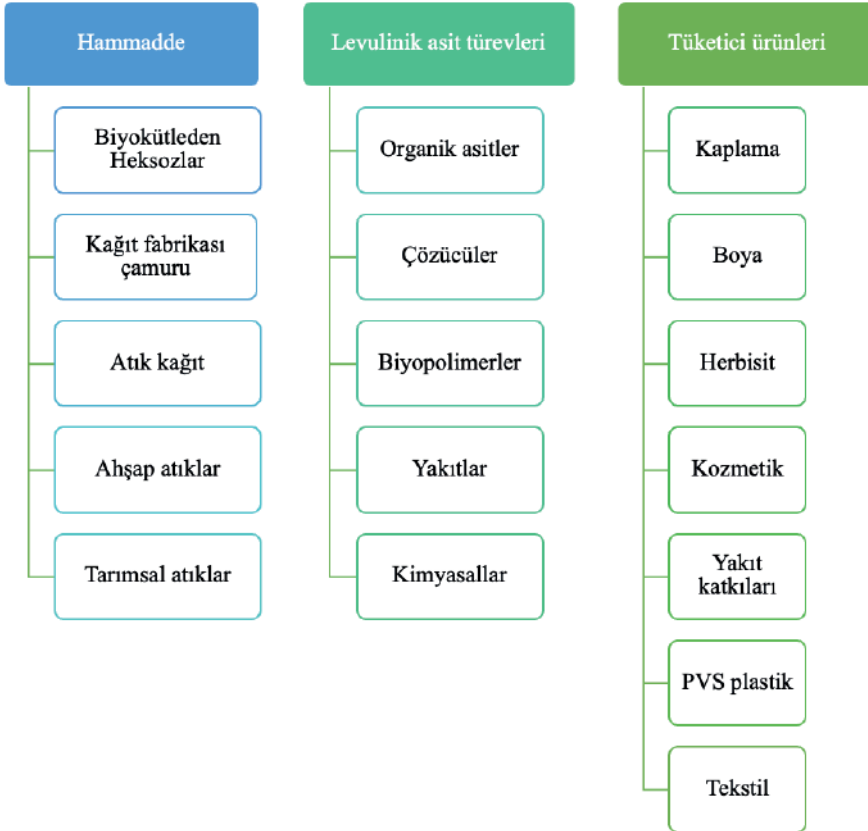 Hammadde
Biyokütleden
Heksozlar
Kağıt fabrikası
çamuru
Atık kağıt
Ahşap atıklar
Tarımsal atıklar
Levulinik asit türevleri
Organik asitler
Çözücüler
Biyopolimerler
Yakıtlar
Kimyasallar
Tüketici ürünleri
Kaplama
Boya
Herbisit
Kozmetik
Yakıt
katkıları
PVS plastik
Tekstil